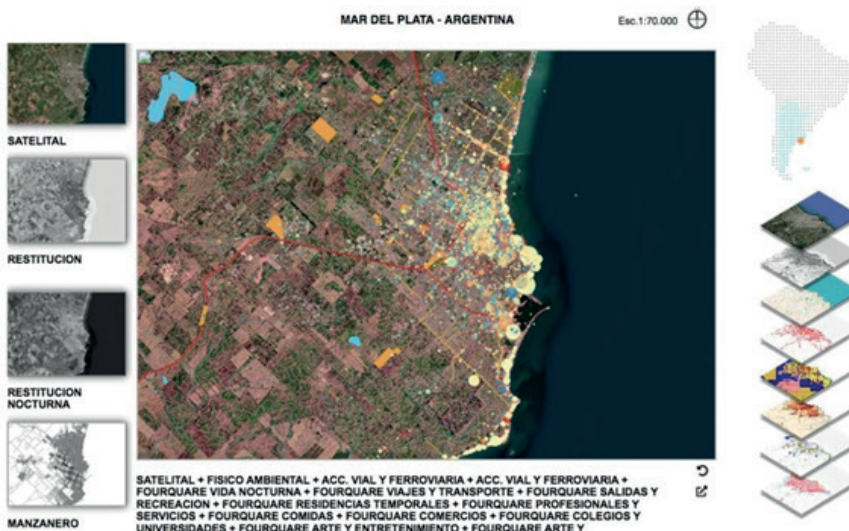 MAR DEL PLATA - ARGENTINA
Esc.1:70.000
SATELITAL
RESTITUCION
RESTITUCION
NOCTURNA
MANZANERO
SATELITAL + FISICO AMBIENTAL + ACC. VIAL Y FERROVIARIA + ACC. VIAL Y FERROVIARIA +
FOURQUARE VIDA NOCTURNA + FOURQUARE VIAJES Y TRANSPORTE + FOURQUARE SALIDAS Y
RECREACION + FOURQUARE RESIDENCIAS TEMPORALES + FOURQUARE PROFESIONALES Y
SERVICIOS + FOURQUARE COMIDAS + FOURQUARE COMERCIOS + FOURQUARE COLEGIOS Y
UNIVERSIDADES + FOURQUARE ARTE Y ENTRETENIMIENTO + FOURQUARE ARTE Y